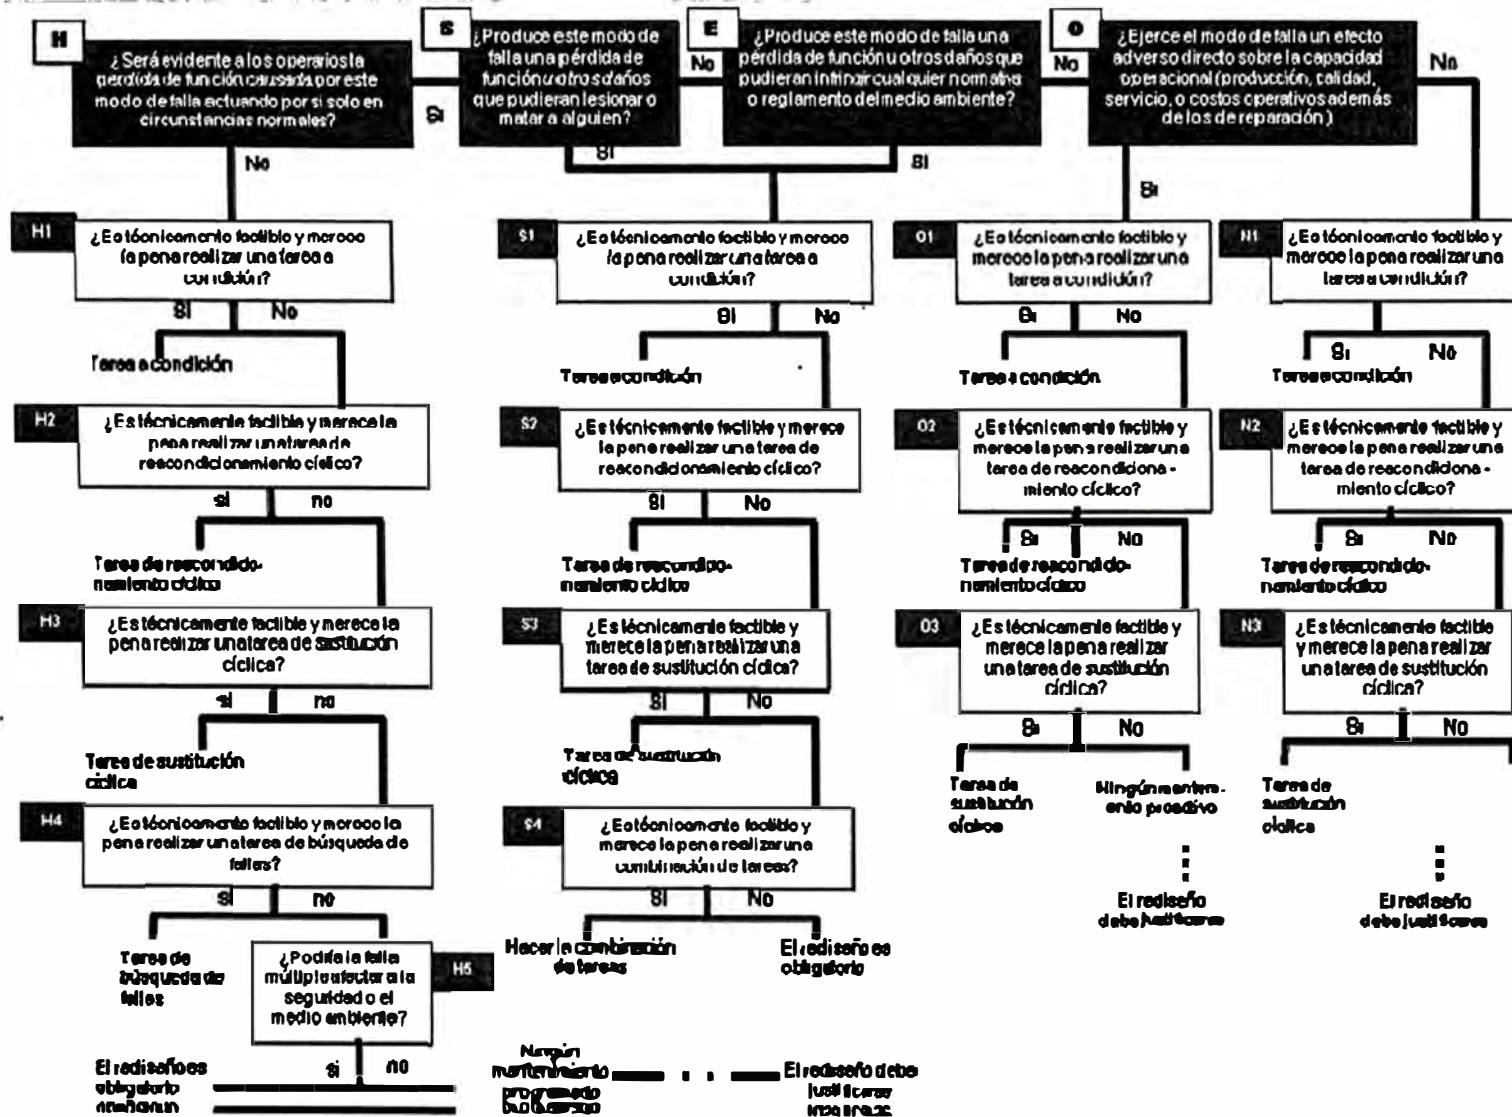 H
¿Será evidente a los operarios la
pérdida de función causada por este
modo de falla actuando por si solo en
circunstancias normales?
Si
No
S
¿Produce este modo de
falla una pérdida de
función u otros daños
que pudieran lesionar o
matar a alguien?
No
SI
E
¿Produce este modo de falla una
pérdida de función u otros daños que
pudieran infringir cualquier normativa
o reglamento del medio ambiente?
No
SI
O
¿Ejerce el modo de falla un efecto
adverso directo sobre la capacidad
operacional (producción, calidad,
servicio, o costos operativos además
de los de reparación)
No
Si
H1
¿Es técnicamente factible y merece
la pena realizar una tarea a
condición?
SI No
Tarea a condición
H2
¿Es técnicamente factible y merece la
pena realizar una tarea de
reacondicionamiento cíclico?
si no
Tarea de reacondicio-
namiento cíclico
H3
¿Es técnicamente factible y merece la
pena realizar una tarea de sustitución
cíclica?
si no
Tarea de sustitución
cíclica
H4
¿Es técnicamente factible y merece la
pena realizar una tarea de búsqueda de
fallas?
si no
Tarea de
búsqueda de
fallas
¿Podría la falla
múltiple afectar a la
seguridad o el
medio ambiente?
H5
si no
El rediseño es
obligatorio
Ningún
mantenimiento
programado
El rediseño debe
justificarse
S1
¿Es técnicamente factible y merece
la pena realizar una tarea a
condición?
SI No
Tarea a condición
S2
¿Es técnicamente factible y merece
la pena realizar una tarea de
reacondicionamiento cíclico?
SI No
Tarea de reacondicio-
namiento cíclico
S3
¿Es técnicamente factible y
merece la pena realizar una
tarea de sustitución cíclica?
SI No
Tarea de sustitución
cíclica
S4
¿Es técnicamente factible y
merece la pena realizar una
combinación de tareas?
SI No
Hacer la combinación
de tareas
El rediseño es
obligatorio
O1
¿Es técnicamente factible y
merece la pena realizar una
tarea a condición?
Si No
Tarea a condición
O2
¿Es técnicamente factible y
merece la pena realizar una
tarea de reacondiciona -
miento cíclico?
Si No
Tarea de reacondicio-
namiento cíclico
O3
¿Es técnicamente factible y
merece la pena realizar
una tarea de sustitución
cíclica?
Si No
Tarea de
sustitución
cíclica
Ningún mantenimi-
ento proactivo
El rediseño
debe justificarse
N1
¿Es técnicamente factible y
merece la pena realizar una
tarea a condición?
Si No
Tarea a condición
N2
¿Es técnicamente factible y
merece la pena realizar una
tarea de reacondiciona -
miento cíclico?
Si No
Tarea de reacondicio-
namiento cíclico
N3
¿Es técnicamente factible
y merece la pena realizar
una tarea de sustitución
cíclica?
Si No
Tarea de
sustitución
cíclica
El rediseño
debe justificarse